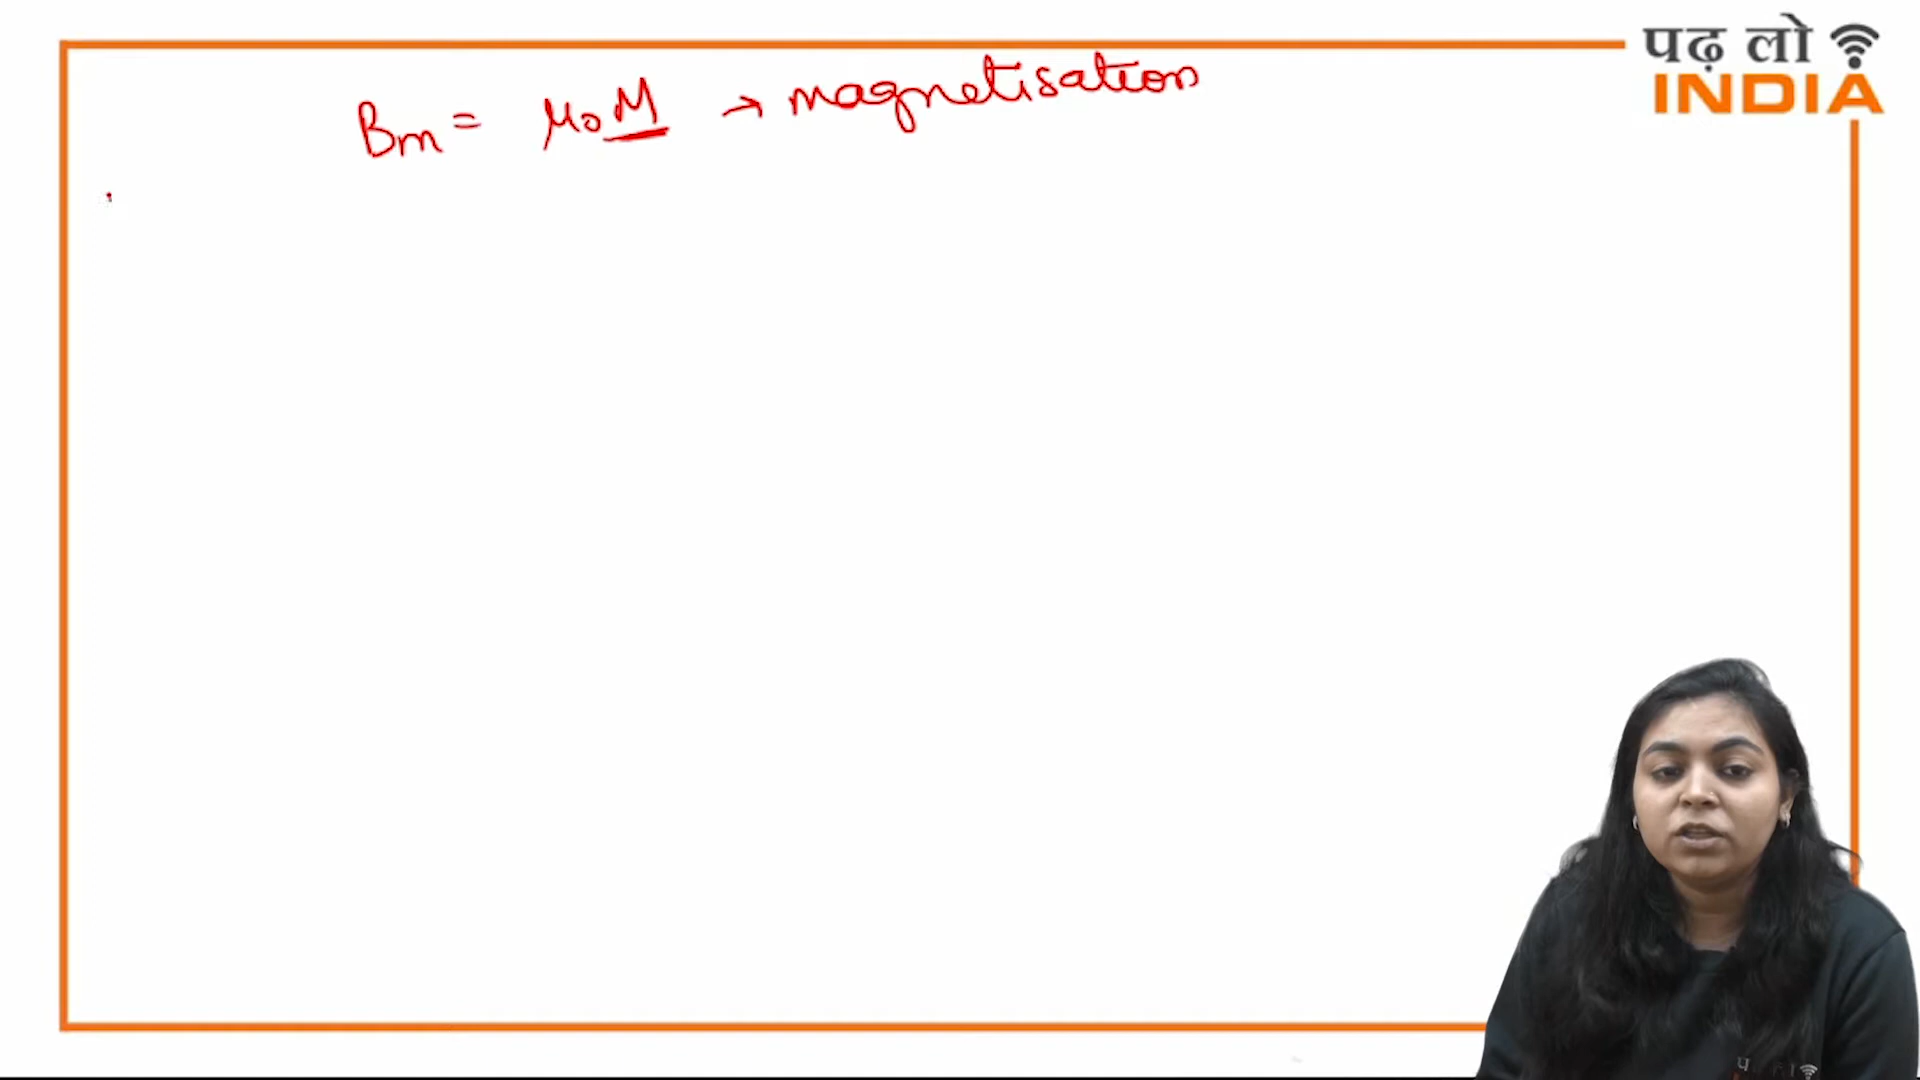 पढ़ लो
INDIA
Bm = μ₀M → magnetisation